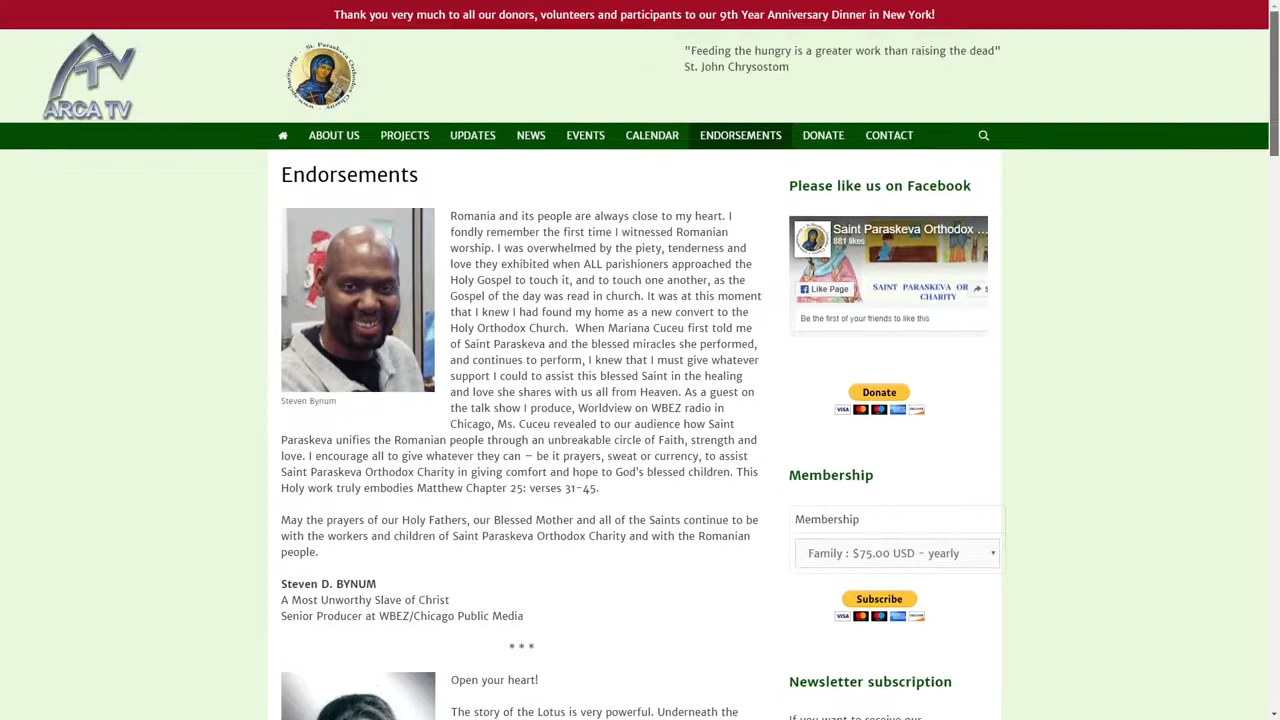 Thank you very much to all our donors, volunteers and participants to our 9th Year Anniversary Dinner in New York!
ATV
ARCA TV
St. Paraskeva Orthodox Charity
"Feeding the hungry is a greater work than raising the dead"
St. John Chrysostom
ABOUT US PROJECTS UPDATES NEWS EVENTS CALENDAR ENDORSEMENTS DONATE CONTACT
Endorsements
Romania and its people are always close to my heart. I
fondly remember the first time I witnessed Romanian
worship. I was overwhelmed by the piety, tenderness and
love they exhibited when ALL parishioners approached the
Holy Gospel to touch it, and to touch one another, as the
Gospel of the day was read in church. It was at this moment
that I knew I had found my home as a new convert to the
Holy Orthodox Church.  When Mariana Cuceu first told me
of Saint Paraskeva and the blessed miracles she performed,
and continues to perform, I knew that I must give whatever
support I could to assist this blessed Saint in the healing
and love she shares with us all from Heaven. As a guest on
the talk show I produce, Worldview on WBEZ radio in
Chicago, Ms. Cuceu revealed to our audience how Saint
Paraskeva unifies the Romanian people through an unbreakable circle of Faith, strength and
love. I encourage all to give whatever they can – be it prayers, sweat or currency, to assist
Saint Paraskeva Orthodox Charity in giving comfort and hope to God's blessed children. This
Holy work truly embodies Matthew Chapter 25: verses 31-45.
Steven Bynum
May the prayers of our Holy Fathers, our Blessed Mother and all of the Saints continue to be
with the workers and children of Saint Paraskeva Orthodox Charity and with the Romanian
people.
Steven D. BYNUM
A Most Unworthy Slave of Christ
Senior Producer at WBEZ/Chicago Public Media
* * *
Open your heart!
The story of the Lotus is very powerful. Underneath the
Please like us on Facebook
Saint Paraskeva Orthodox ...
881 likes
Like Page
SAINT PARASKEVA OR
CHARITY
Be the first of your friends to like this
Donate
VISA
Membership
Membership
Family : $75.00 USD - yearly
Subscribe
VISA
Newsletter subscription
If you want to receive our